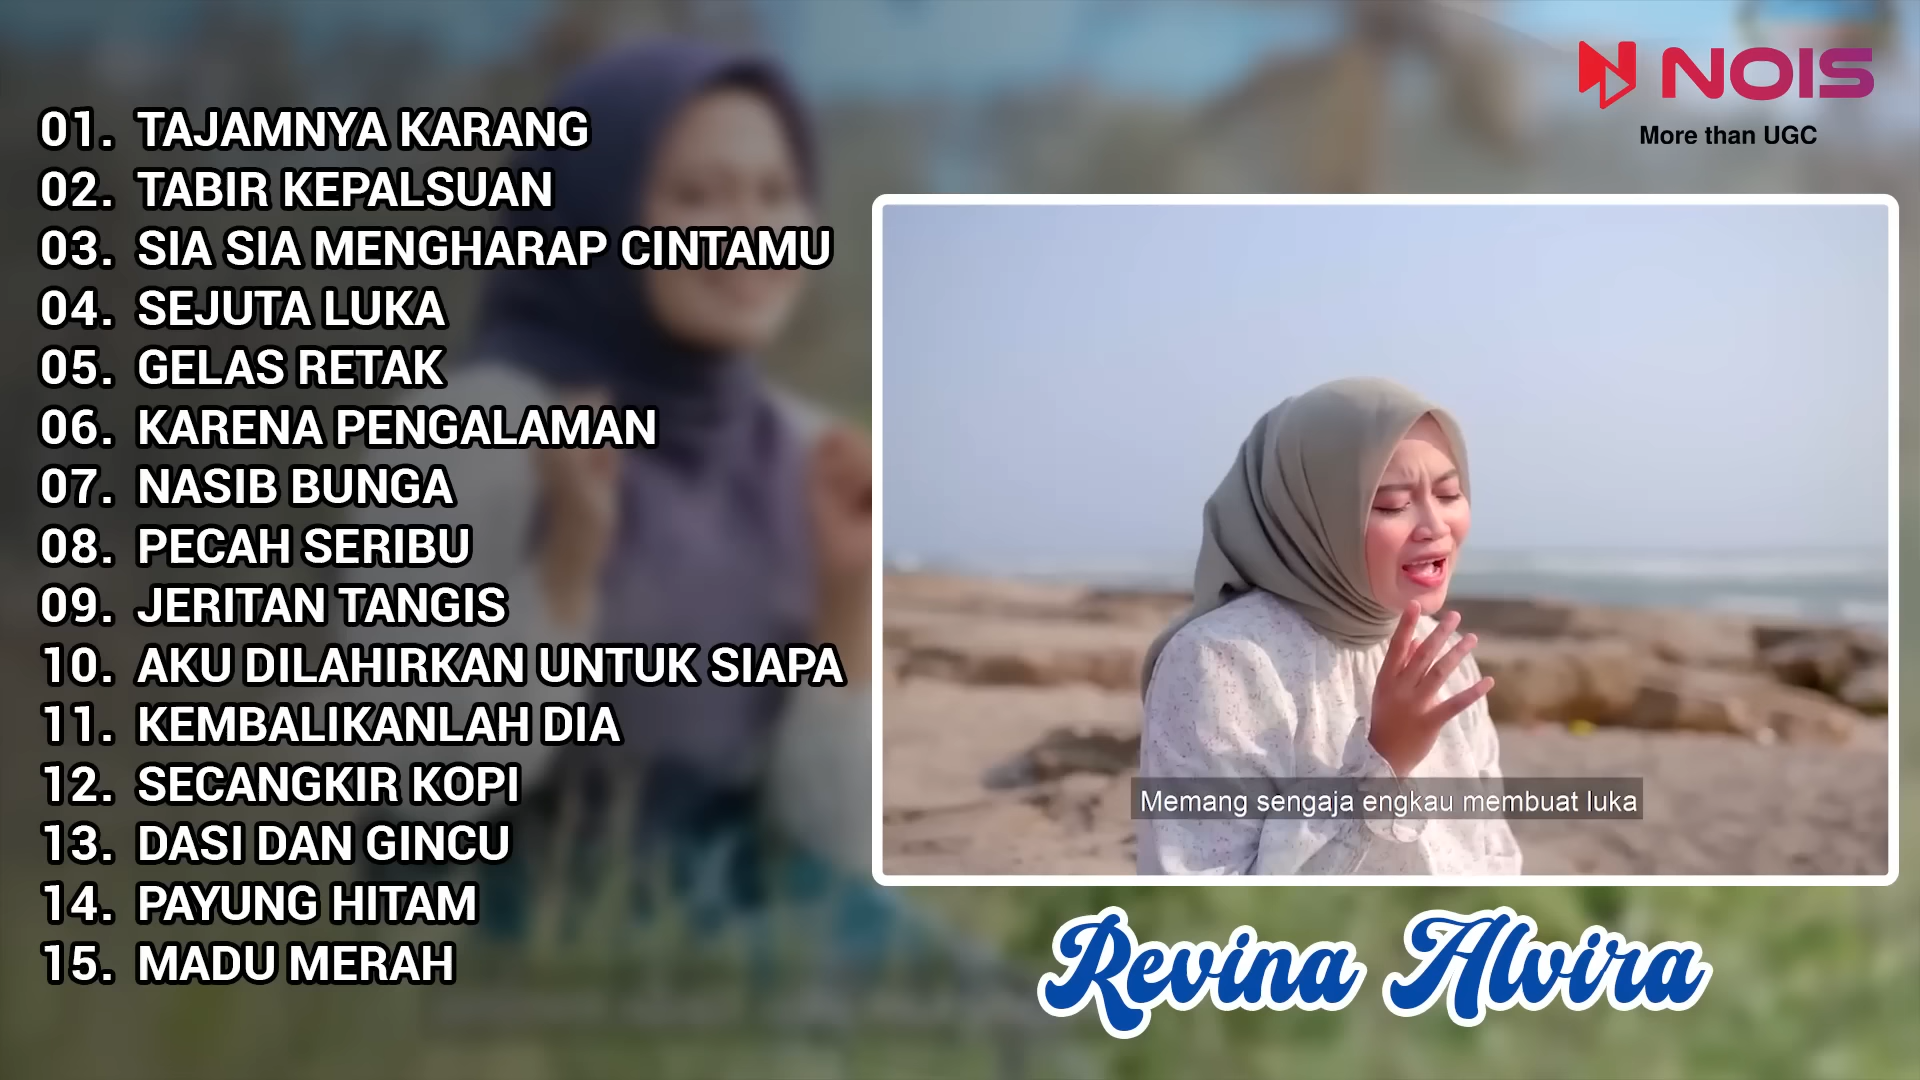 NOIS
More than UGC
01. TAJAMNYA KARANG
02. TABIR KEPALSUAN
03. SIA SIA MENGHARAP CINTAMU
04. SEJUTA LUKA
05. GELAS RETAK
06. KARENA PENGALAMAN
07. NASIB BUNGA
08. PECAH SERIBU
09. JERITAN TANGIS
10. AKU DILAHIRKAN UNTUK SIAPA
11. KEMBALIKANLAH DIA
12. SECANGKIR KOPI
13. DASI DAN GINCU
14. PAYUNG HITAM
15. MADU MERAH
Memang sengaja engkau membuat luka
Revina Alvira